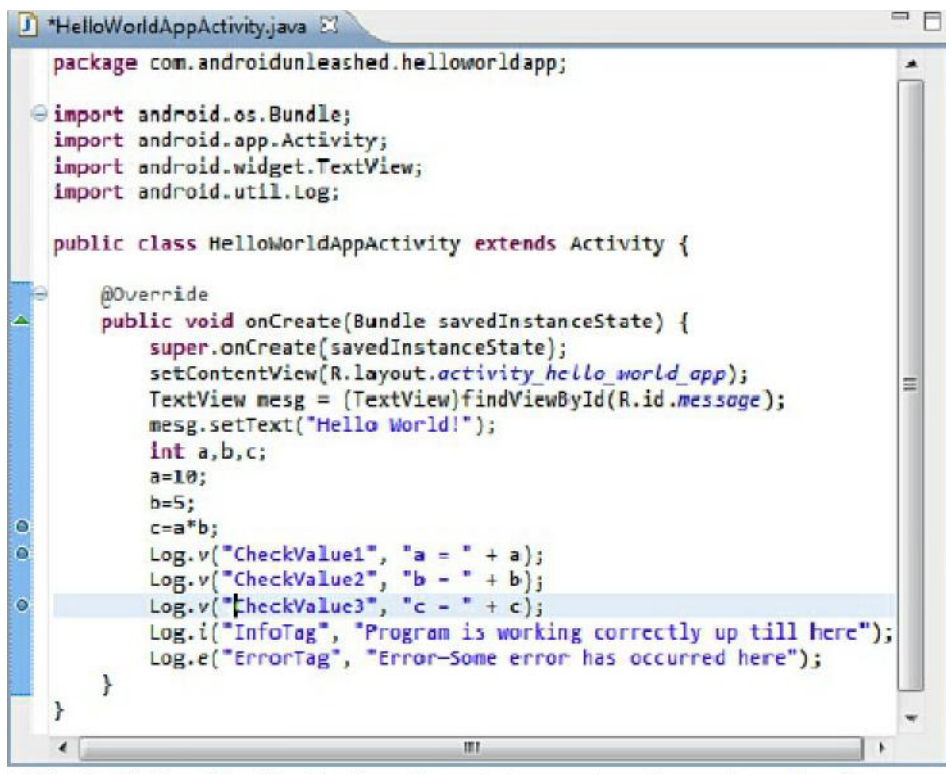 *HelloWorldAppActivity.java
package com.androidunleashed.helloworldapp;
import android.os.Bundle;
import android.app.Activity;
import android.widget.TextView;
import android.util.Log;
public class HelloWorldAppActivity extends Activity {
@Override
public void onCreate(Bundle savedInstanceState) {
super.onCreate(savedInstanceState);
setContentView(R.layout.activity_hello_world_app);
TextView mesg = (TextView)findViewById(R.id.message);
mesg.setText("Hello World!");
int a,b,c;
a=10;
b=5;
c=a*b;
Log.v("CheckValue1", "a = " + a);
Log.v("CheckValue2", "b = " + b);
Log.v("CheckValue3", "c = " + c);
Log.i("InfoTag", "Program is working correctly up till here");
Log.e("ErrorTag", "Error—Some error has occurred here");
}
}